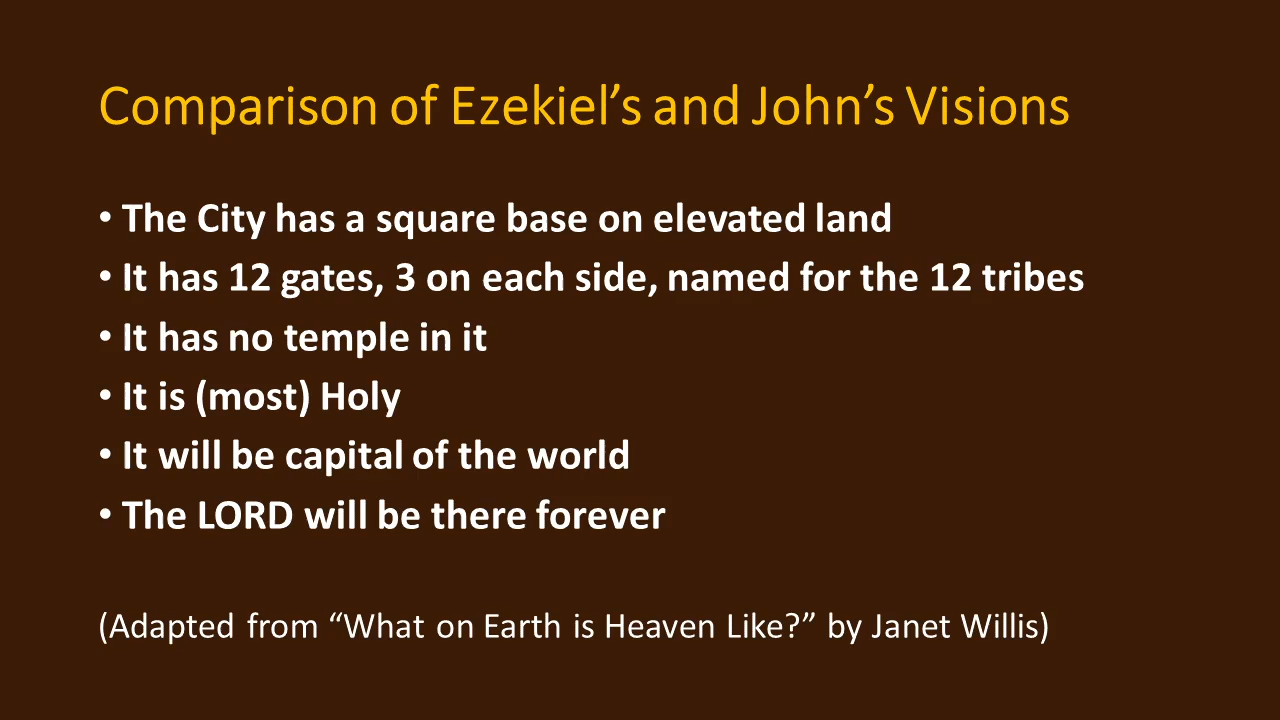 Comparison of Ezekiel’s and John’s Visions
• The City has a square base on elevated land
• It has 12 gates, 3 on each side, named for the 12 tribes
• It has no temple in it
• It is (most) Holy
• It will be capital of the world
• The LORD will be there forever
(Adapted from “What on Earth is Heaven Like?” by Janet Willis)